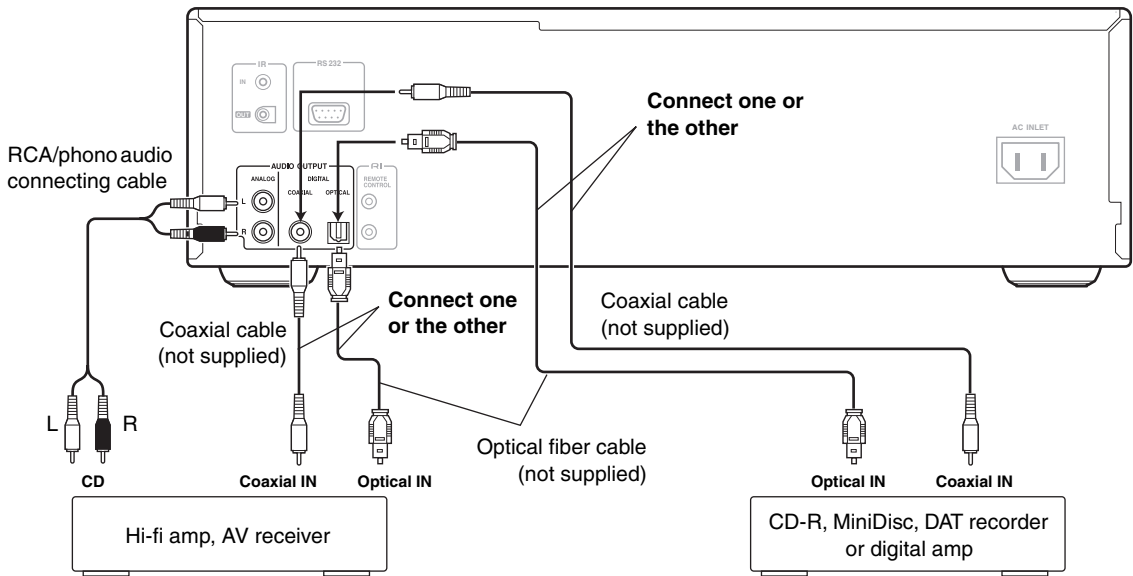 IR
IN
OUT
RS 232
Connect one or
the other
AC INLET
RCA/phono audio
connecting cable
AUDIO OUTPUT
ANALOG
DIGITAL
COAXIAL
OPTICAL
L
R
RI
REMOTE
CONTROL
Coaxial cable
(not supplied)
Connect one
or the other
Coaxial cable
(not supplied)
L
R
Optical fiber cable
(not supplied)
CD
Coaxial IN
Optical IN
Optical IN
Coaxial IN
Hi-fi amp, AV receiver
CD-R, MiniDisc, DAT recorder
or digital amp